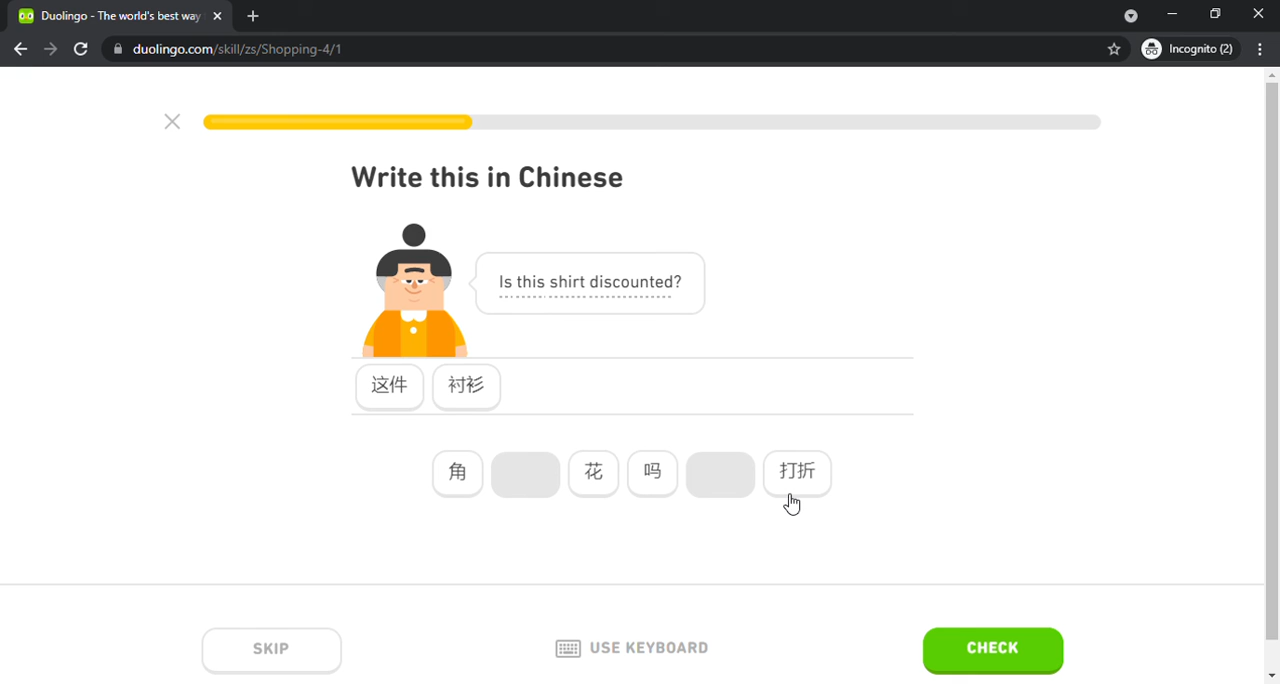 Duolingo - The world's best way
duolingo.com/skill/zs/Shopping-4/1
Incognito (2)
Write this in Chinese
Is this shirt discounted?
这件 衬衫
角 花 吗 打折
SKIP
USE KEYBOARD
CHECK